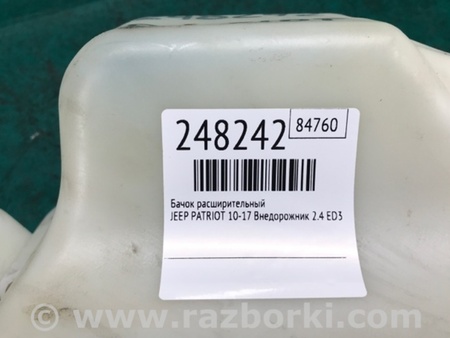 248242
84760
Бачок расширительный
JEEP PATRIOT 10-17 Внедорожник 2.4 ED3
www.razborki.com